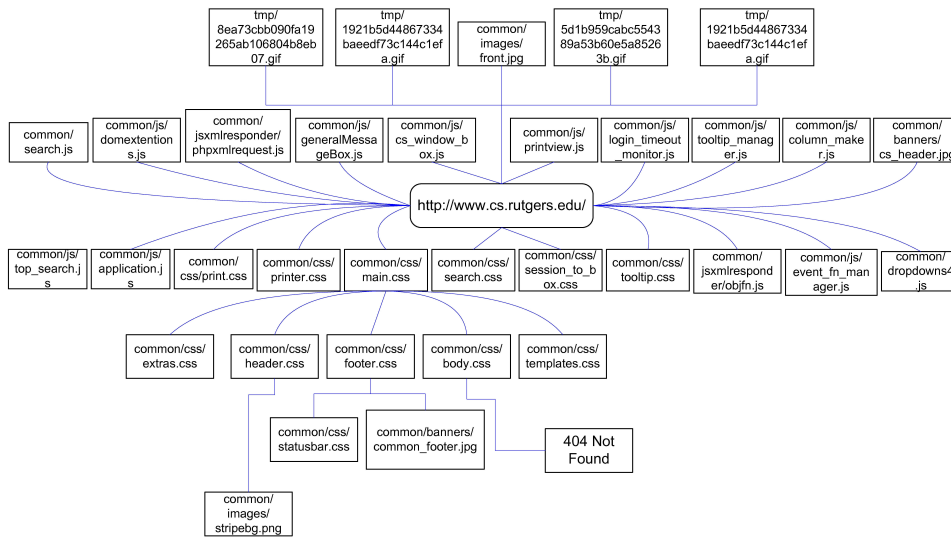 tmp/
8ea73cbb090fa19
265ab106804b8eb
07.gif
tmp/
1921b5d44867334
baeedf73c144c1ef
a.gif
common/
images/
front.jpg
tmp/
5d1b959cabc5543
89a53b60e5a8526
3b.gif
tmp/
1921b5d44867334
baeedf73c144c1ef
a.gif
common/
search.js
common/js/
domextention
s.js
common/
jsxmlresponder/
phpxmlrequest.js
common/js/
generalMessa
geBox.js
common/js/
cs_window_b
ox.js
common/js/
printview.js
common/js/
login_timeout
_monitor.js
common/js/
tooltip_manag
er.js
common/js/
column_make
r.js
common/
banners/
cs_header.jpg
http://www.cs.rutgers.edu/
common/js/
top_search.j
s
common/js/
application.j
s
common/
css/print.css
common/css/
printer.css
common/css/
main.css
common/css/
search.css
common/css/
session_to_b
ox.css
common/css/
tooltip.css
common/
jsxmlrespond
er/objfn.js
common/js/
event_fn_man
ager.js
common/
dropdowns4
.js
common/css/
extras.css
common/css/
header.css
common/css/
footer.css
common/css/
body.css
common/css/
templates.css
common/css/
statusbar.css
common/banners/
common_footer.jpg
404 Not
Found
common/
images/
stripebg.png